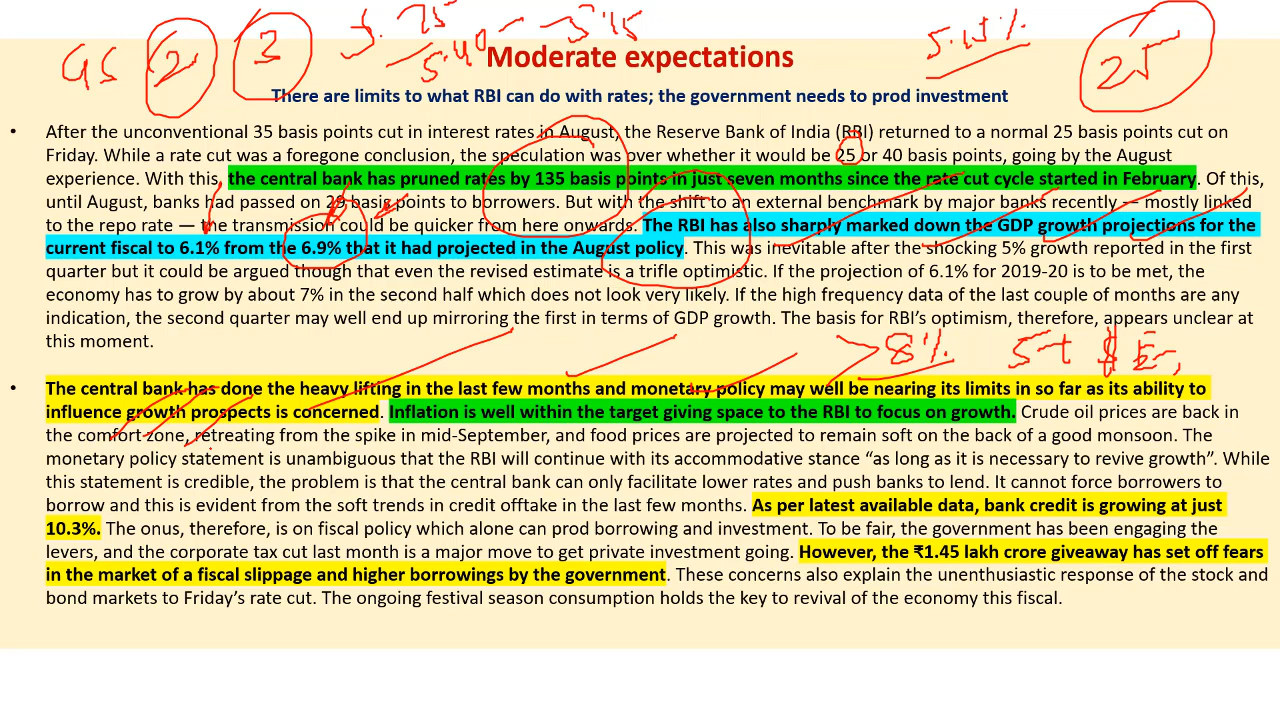 GS 2 3 5.75
5.40 - 5.15 5.15%
25
Moderate expectations
There are limits to what RBI can do with rates; the government needs to prod investment
• After the unconventional 35 basis points cut in interest rates in August, the Reserve Bank of India (RBI) returned to a normal 25 basis points cut on
Friday. While a rate cut was a foregone conclusion, the speculation was over whether it would be 25 or 40 basis points, going by the August
experience. With this, the central bank has pruned rates by 135 basis points in just seven months since the rate cut cycle started in February. Of this,
until August, banks had passed on 29 basis points to borrowers. But with the shift to an external benchmark by major banks recently — mostly linked
to the repo rate — the transmission could be quicker from here onwards. The RBI has also sharply marked down the GDP growth projections for the
current fiscal to 6.1% from the 6.9% that it had projected in the August policy. This was inevitable after the shocking 5% growth reported in the first
quarter but it could be argued though that even the revised estimate is a trifle optimistic. If the projection of 6.1% for 2019-20 is to be met, the
economy has to grow by about 7% in the second half which does not look very likely. If the high frequency data of the last couple of months are any
indication, the second quarter may well end up mirroring the first in terms of GDP growth. The basis for RBI's optimism, therefore, appears unclear at
this moment.
>8% 5t $
• The central bank has done the heavy lifting in the last few months and monetary policy may well be nearing its limits in so far as its ability to
influence growth prospects is concerned. Inflation is well within the target giving space to the RBI to focus on growth. Crude oil prices are back in
the comfort zone, retreating from the spike in mid-September, and food prices are projected to remain soft on the back of a good monsoon. The
monetary policy statement is unambiguous that the RBI will continue with its accommodative stance “as long as it is necessary to revive growth”. While
this statement is credible, the problem is that the central bank can only facilitate lower rates and push banks to lend. It cannot force borrowers to
borrow and this is evident from the soft trends in credit offtake in the last few months. As per latest available data, bank credit is growing at just
10.3%. The onus, therefore, is on fiscal policy which alone can prod borrowing and investment. To be fair, the government has been engaging the
levers, and the corporate tax cut last month is a major move to get private investment going. However, the ₹1.45 lakh crore giveaway has set off fears
in the market of a fiscal slippage and higher borrowings by the government. These concerns also explain the unenthusiastic response of the stock and
bond markets to Friday's rate cut. The ongoing festival season consumption holds the key to revival of the economy this fiscal.